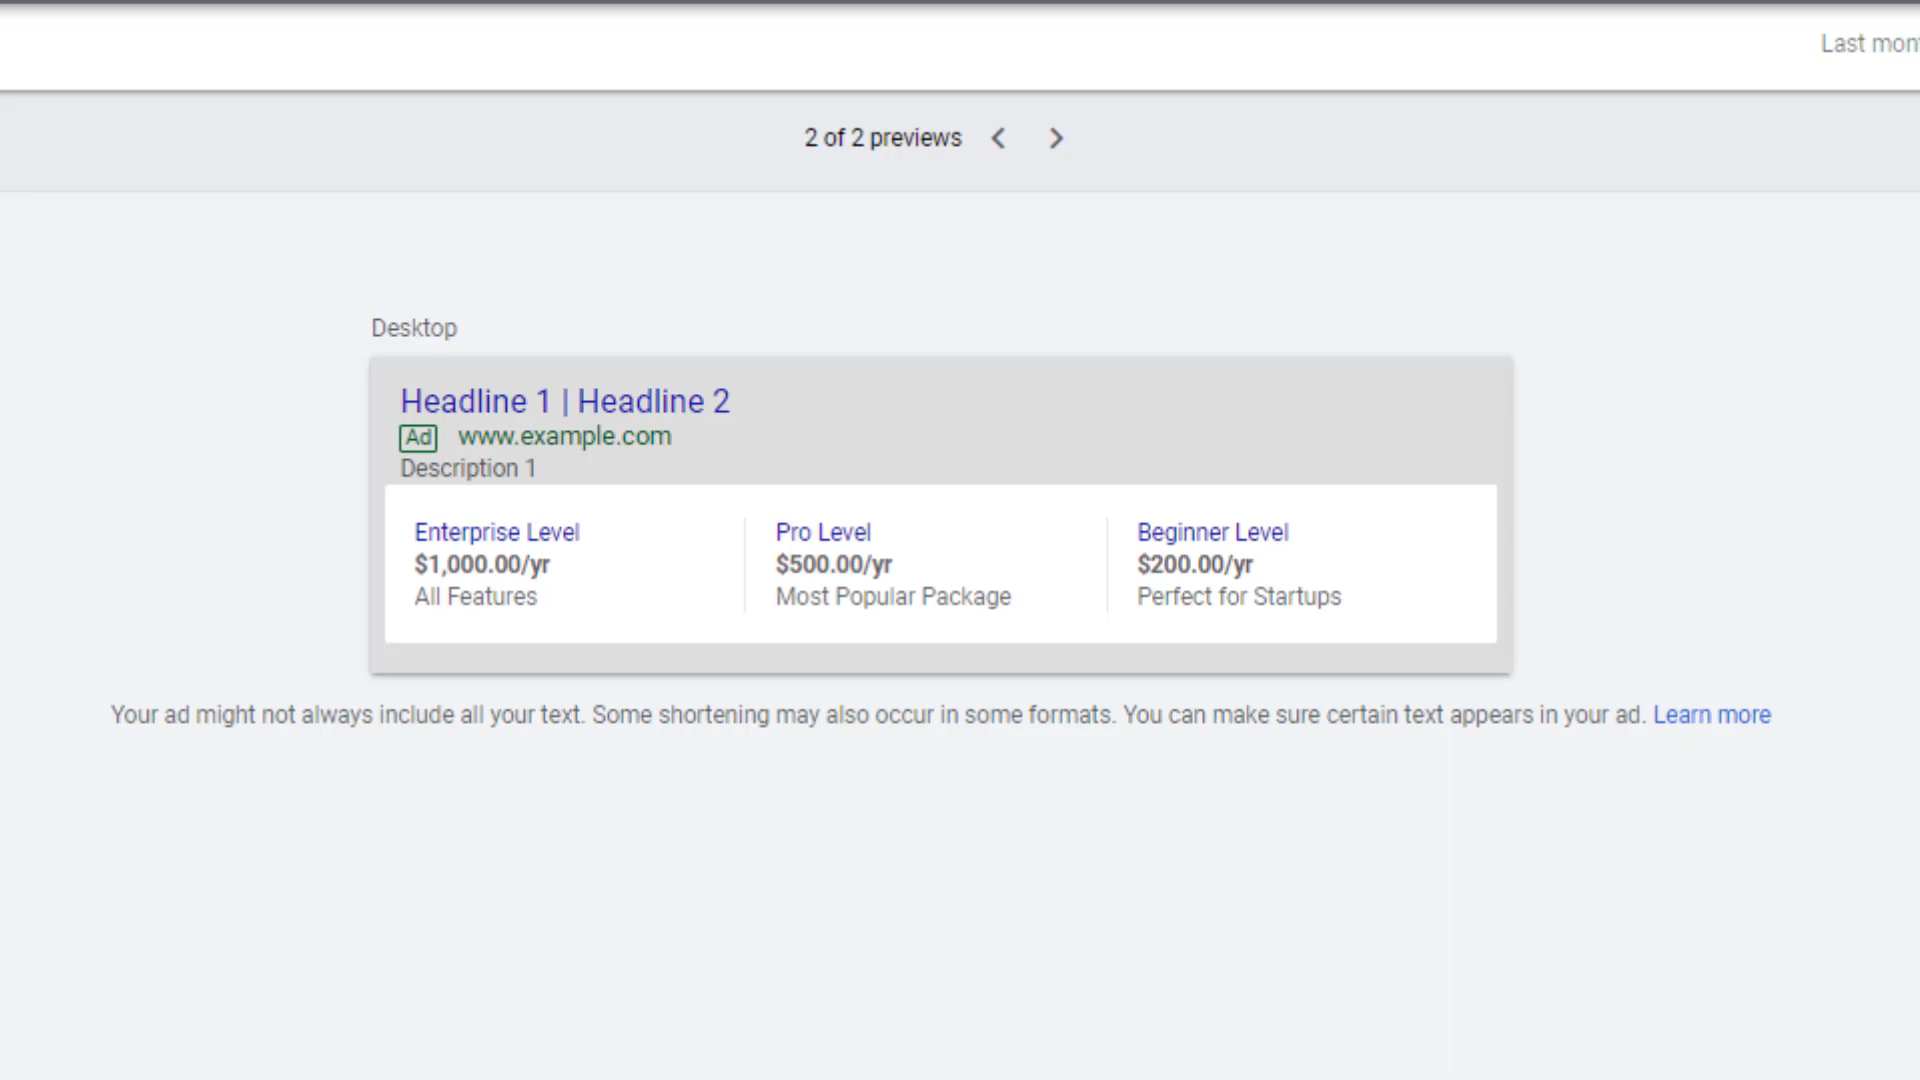 Last mon
2 of 2 previews
Desktop
Headline 1 | Headline 2
Ad www.example.com
Description 1
Enterprise Level
$1,000.00/yr
All Features
Pro Level
$500.00/yr
Most Popular Package
Beginner Level
$200.00/yr
Perfect for Startups
Your ad might not always include all your text. Some shortening may also occur in some formats. You can make sure certain text appears in your ad. Learn more